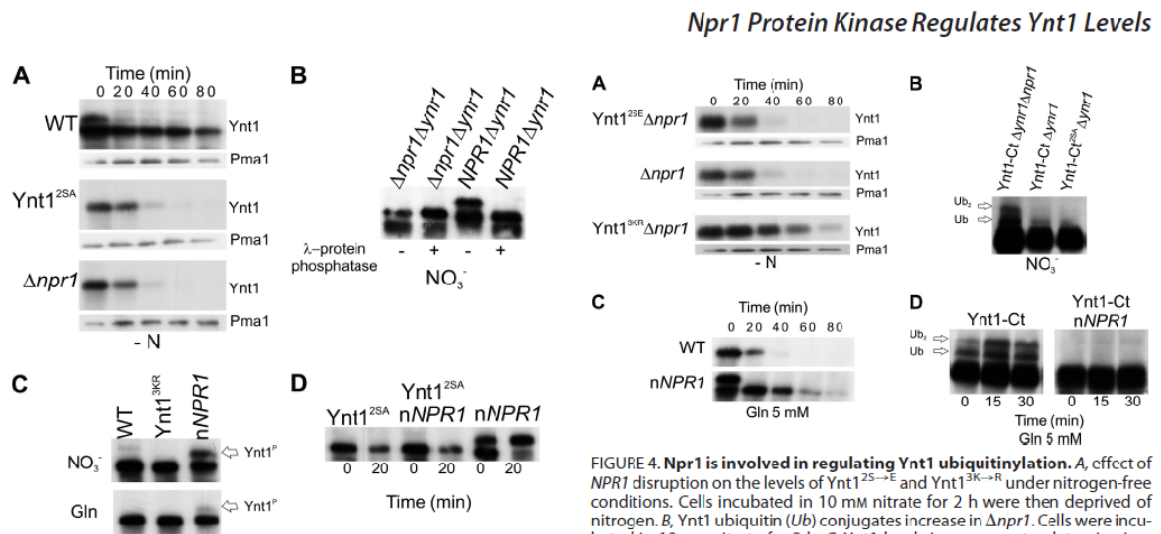 Npr1 Protein Kinase Regulates Ynt1 Levels
A
Time (min)
0 20 40 60 80
WT
Ynt1
Pma1
Ynt1²ˢᴬ
Ynt1
Pma1
Δnpr1
Ynt1
Pma1
- N
B
Δnpr1Δynr1
Δnpr1Δynr1
NPR1Δynr1
NPR1Δynr1
λ–protein
phosphatase
- + - +
NO₃⁻
C
WT
Ynt1³ᴷᴿ
nNPR1
NO₃⁻
Ynt1ᴾ
Gln
Ynt1ᴾ
D
Ynt1²ˢᴬ
Ynt1²ˢᴬ
nNPR1
nNPR1
0 20 0 20 0 20
Time (min)
A
Time (min)
0 20 40 60 80
Ynt1²ˢᴱΔnpr1
Ynt1
Pma1
Δnpr1
Ynt1
Pma1
Ynt1³ᴷᴿΔnpr1
Ynt1
Pma1
- N
B
Ynt1-Ct Δynr1Δnpr1
Ynt1-Ct Δynr1
Ynt1-Ct²ˢᴬ Δynr1
Ub₂
Ub
NO₃⁻
C
Time (min)
0 20 40 60 80
WT
nNPR1
Gln 5 mM
D
Ynt1-Ct
Ynt1-Ct
nNPR1
Ub₂
Ub
0 15 30 0 15 30
Time (min)
Gln 5 mM
FIGURE 4. Npr1 is involved in regulating Ynt1 ubiquitinylation. A, effect of
NPR1 disruption on the levels of Ynt1²ˢ→ᴱ and Ynt1³ᴷ→ᴿ under nitrogen-free
conditions. Cells incubated in 10 mM nitrate for 2 h were then deprived of
nitrogen. B, Ynt1 ubiquitin (Ub) conjugates increase in Δnpr1. Cells were incu-